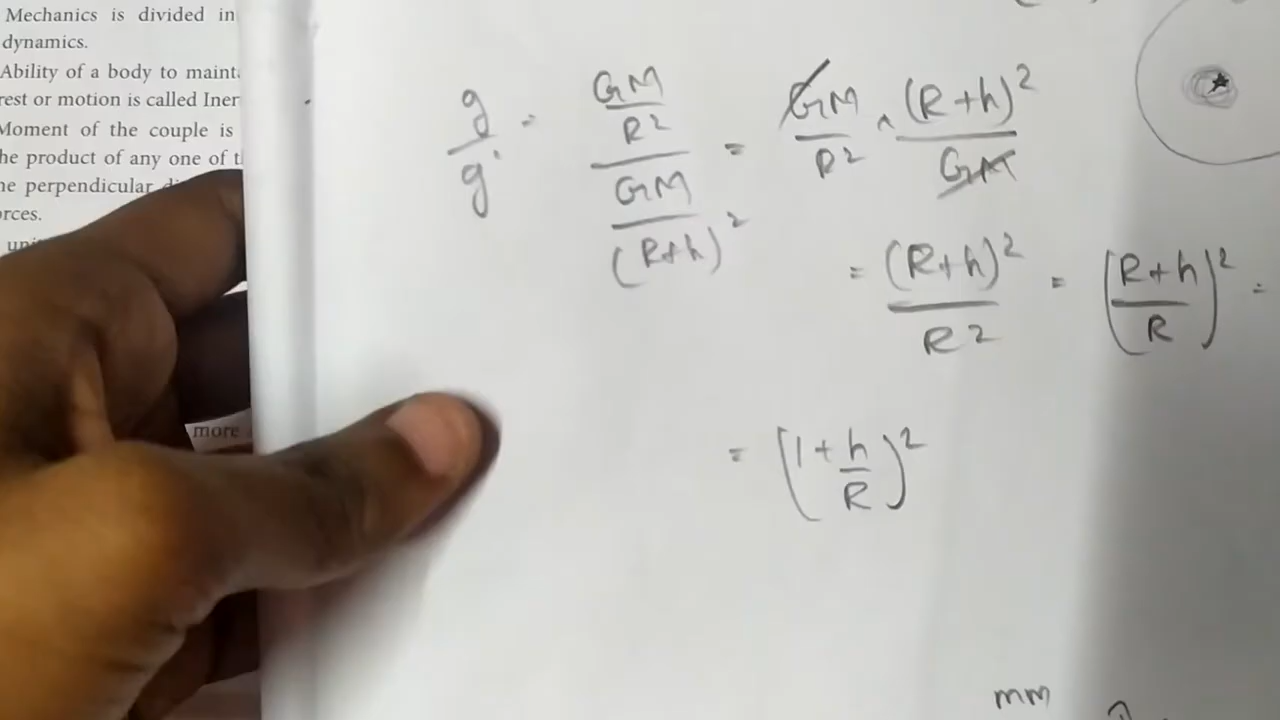 Mechanics is divided in
dynamics.
Ability of a body to maint
rest or motion is called Iner
Moment of the couple is
he product of any one of t
ne perpendicular
orces.
more
g/g' = (GM/R²)/(GM/(R+h)²) = GM/R² × (R+h)²/GM
= (R+h)²/R² = ((R+h)/R)² =
= (1 + h/R)²
mm